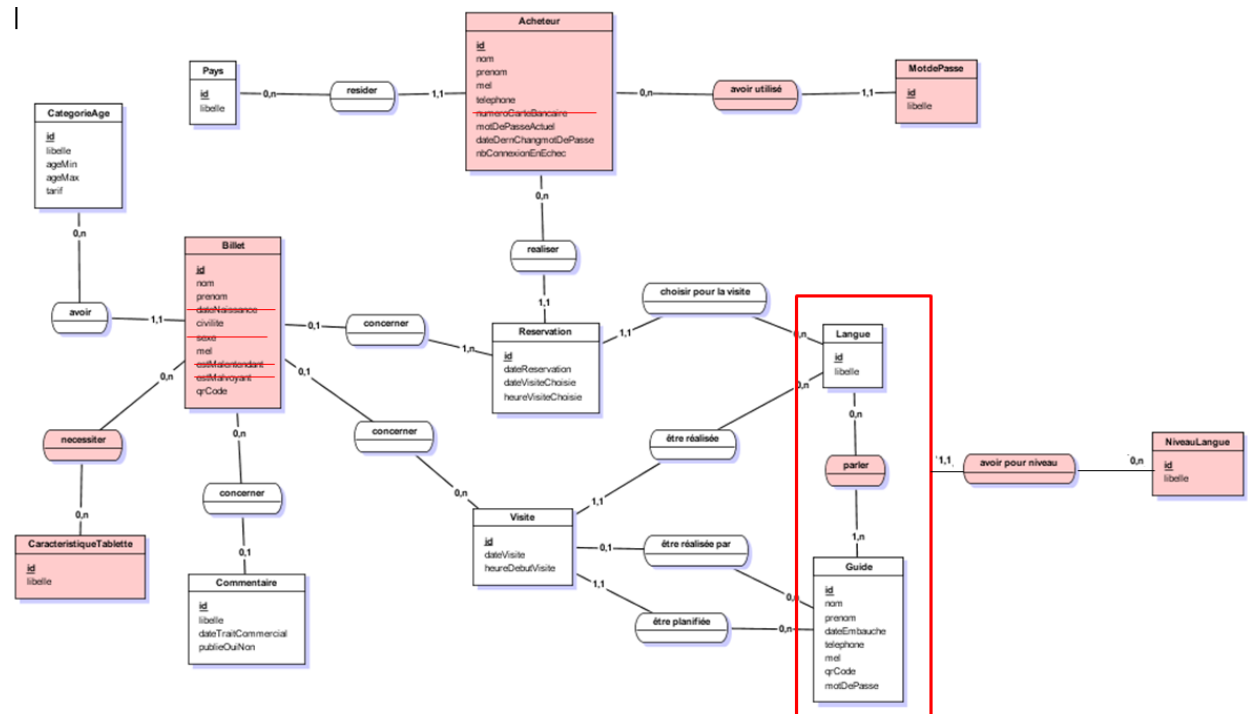 Acheteur
id
nom
prenom
mel
telephone
numeroCarteBancaire
motDePasseActuel
dateDernChangmotDePasse
nbConnexionEnEchec
Pays
id
libelle
0,n
resider
1,1
0,n
avoir utilisé
1,1
MotdePasse
id
libelle
CategorieAge
id
libelle
ageMin
ageMax
tarif
0,n
avoir
1,1
0,n
realiser
1,1
Billet
id
nom
prenom
dateNaissance
civilite
sexe
mel
estMalentendant
estMalvoyant
qrCode
0,1
concerner
1,n
Reservation
id
dateReservation
dateVisiteChoisie
heureVisiteChoisie
1,1
choisir pour la visite
0,n
Langue
id
libelle
0,n
être réalisée
1,1
0,n
parler
1,n
1,1
avoir pour niveau
0,n
NiveauLangue
id
libelle
0,n
necessiter
0,n
CaracteristiqueTablette
id
libelle
0,n
concerner
0,1
Commentaire
id
libelle
dateTraitCommercial
publieOuiNon
0,1
concerner
0,n
Visite
id
dateVisite
heureDebutVisite
0,1
être réalisée par
0,n
1,1
être planifiée
0,n
Guide
id
nom
prenom
dateEmbauche
telephone
mel
qrCode
motDePasse